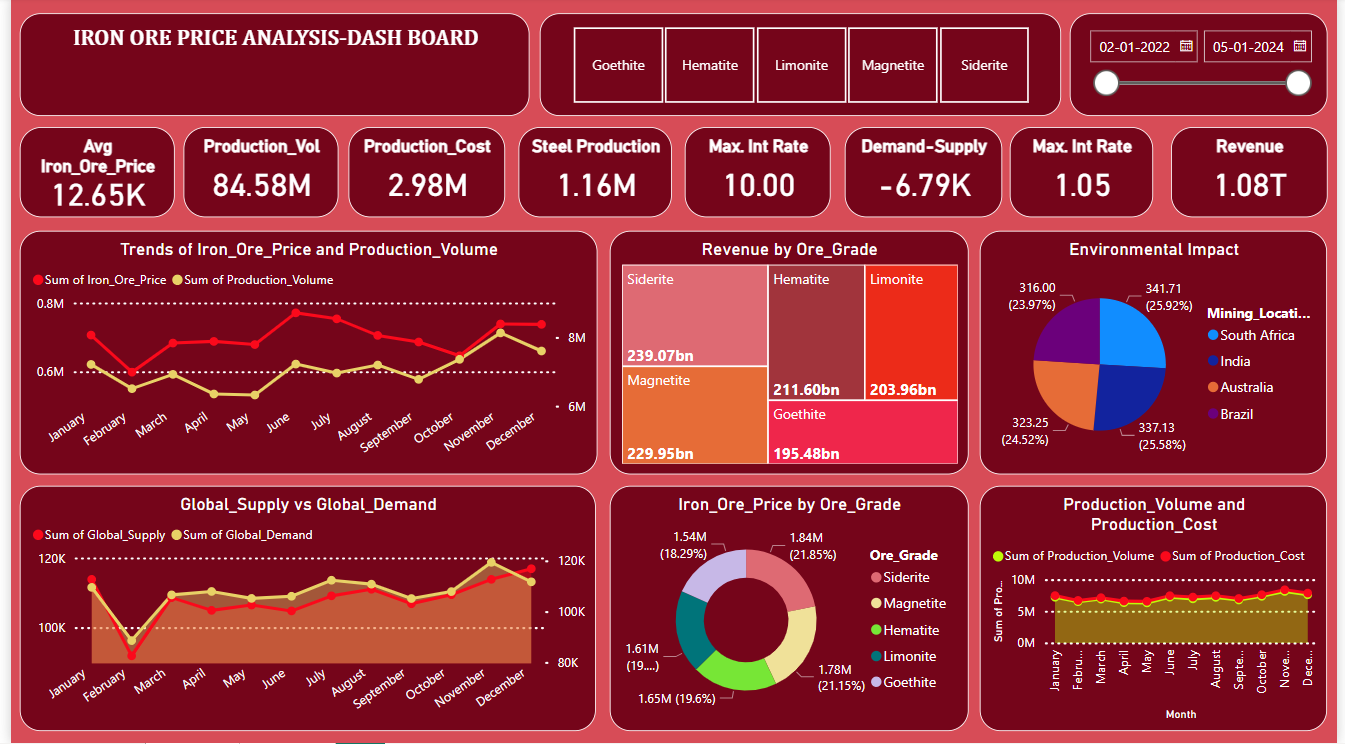 IRON ORE PRICE ANALYSIS-DASH BOARD
Goethite
Hematite
Limonite
Magnetite
Siderite
02-01-2022
05-01-2024
Avg
Iron_Ore_Price
12.65K
Production_Vol
84.58M
Production_Cost
2.98M
Steel Production
1.16M
Max. Int Rate
10.00
Demand-Supply
-6.79K
Max. Int Rate
1.05
Revenue
1.08T
Trends of Iron_Ore_Price and Production_Volume
Sum of Iron_Ore_Price
Sum of Production_Volume
0.8M
0.6M
8M
6M
January
February
March
April
May
June
July
August
September
October
November
December
Revenue by Ore_Grade
Siderite
239.07bn
Magnetite
229.95bn
Hematite
211.60bn
Limonite
203.96bn
Goethite
195.48bn
Environmental Impact
316.00
(23.97%)
341.71
(25.92%)
323.25
(24.52%)
337.13
(25.58%)
Mining_Locati...
South Africa
India
Australia
Brazil
Global_Supply vs Global_Demand
Sum of Global_Supply
Sum of Global_Demand
120K
100K
120K
100K
80K
January
February
March
April
May
June
July
August
September
October
November
December
Iron_Ore_Price by Ore_Grade
1.54M
(18.29%)
1.84M
(21.85%)
1.61M
(19....)
1.65M (19.6%)
1.78M
(21.15%)
Ore_Grade
Siderite
Magnetite
Hematite
Limonite
Goethite
Production_Volume and
Production_Cost
Sum of Production_Volume
Sum of Production_Cost
Sum of Pro...
10M
5M
0M
January
Febru...
March
April
May
June
July
August
Septe...
October
Nove...
Dece...
Month